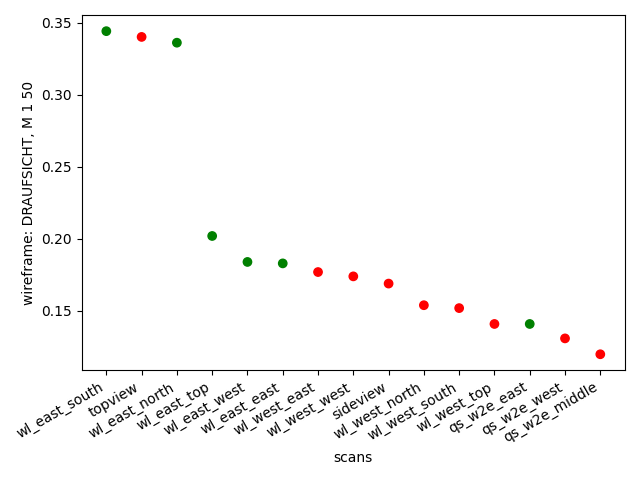 wireframe: DRAUFSICHT, M 1 50
0.35
0.30
0.25
0.20
0.15
wl_east_south
topview
wl_east_north
wl_east_top
wl_east_west
wl_east_east
wl_west_east
wl_west_west
sideview
wl_west_north
wl_west_south
wl_west_top
qs_w2e_east
qs_w2e_west
qs_w2e_middle
scans